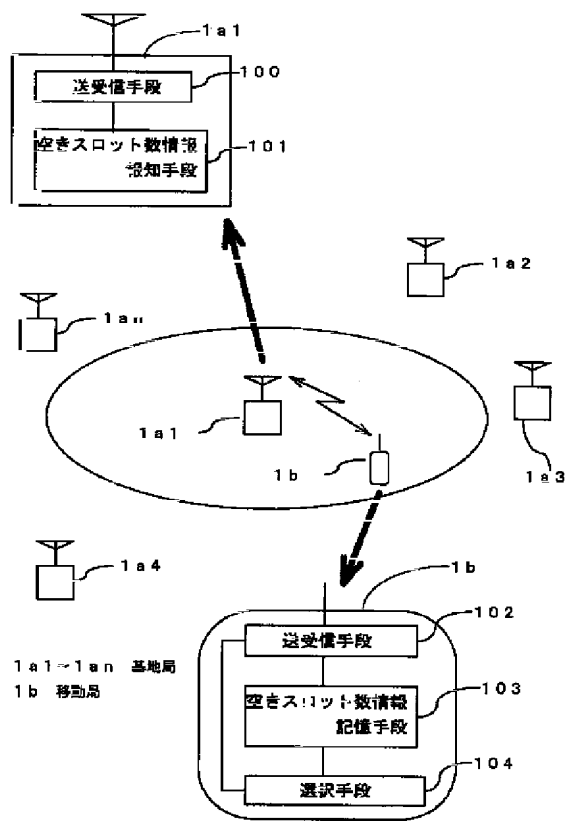 1a1
送受信手段
100
空きスロット数情報
報知手段
101
1a2
1an
1a1
1b
1a3
1a4
1b
送受信手段
102
空きスロット数情報
記憶手段
103
選択手段
104
1a1~1an 基地局
1b 移動局